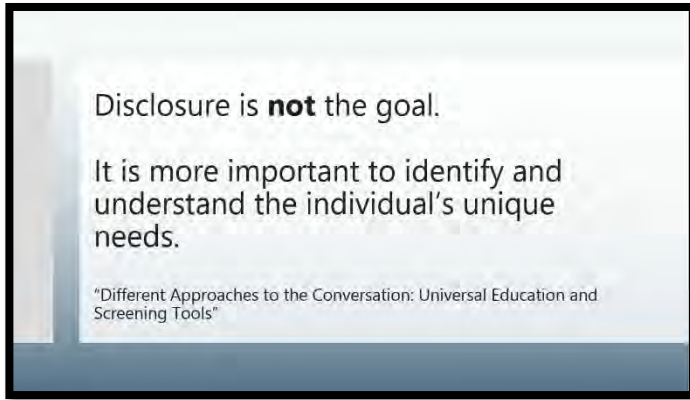 Disclosure is not the goal.
It is more important to identify and
understand the individual's unique
needs.
“Different Approaches to the Conversation: Universal Education and
Screening Tools”